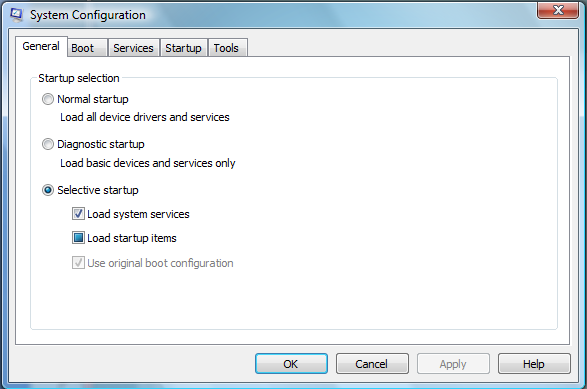 System Configuration
General Boot Services Startup Tools
Startup selection
Normal startup
Load all device drivers and services
Diagnostic startup
Load basic devices and services only
Selective startup
Load system services
Load startup items
Use original boot configuration
OK Cancel Apply Help